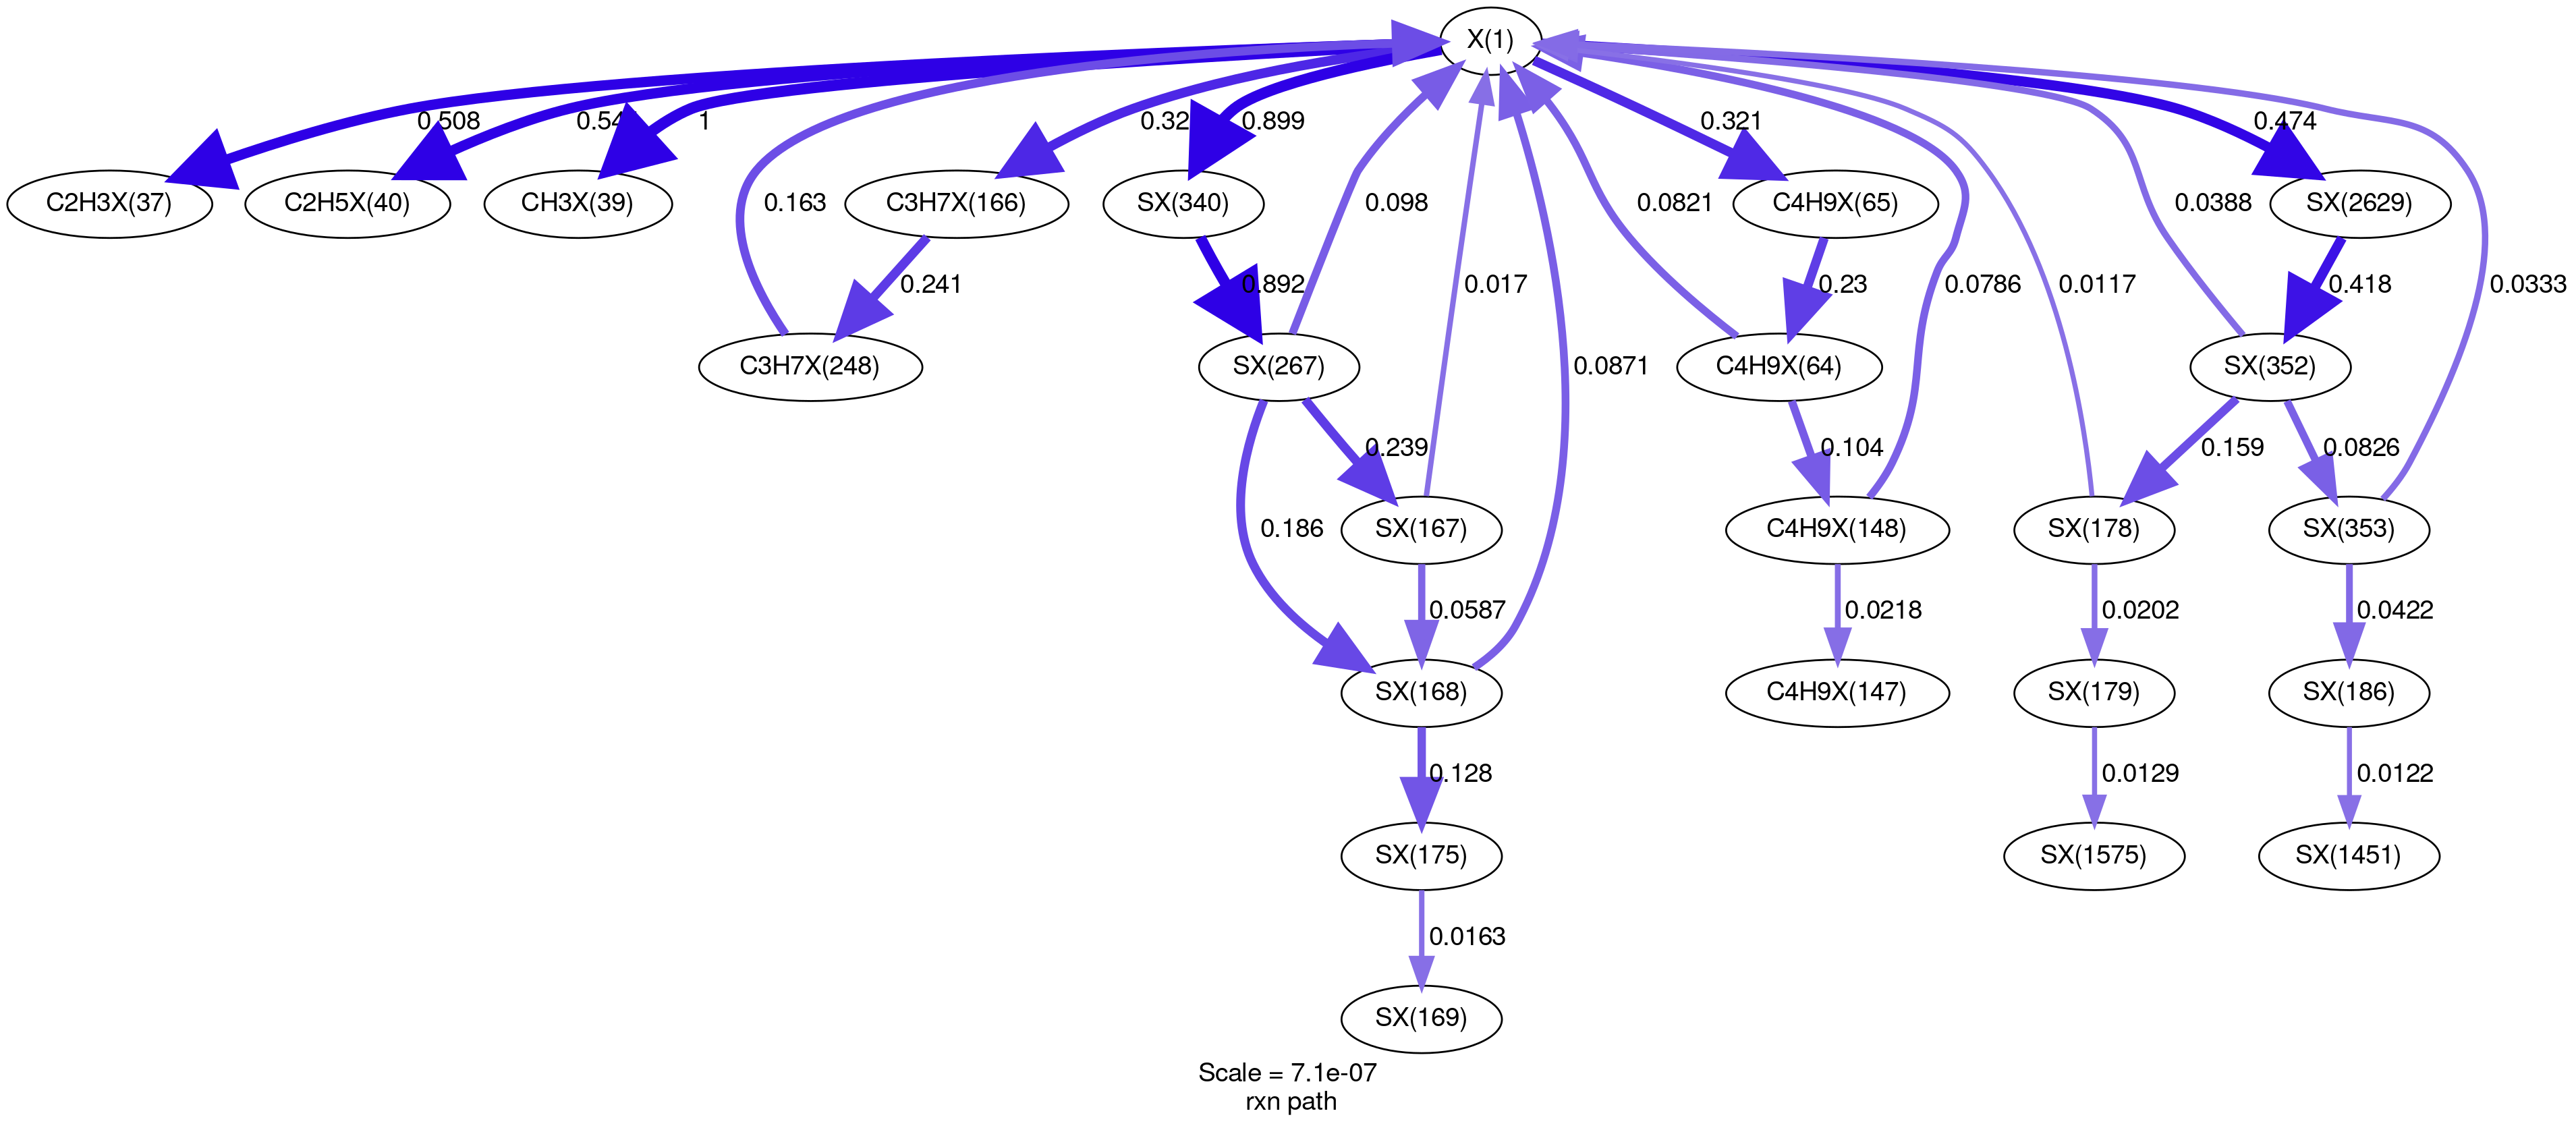 X(1)
0.508
0.54
1
0.32
0.899
0.321
0.474
C2H3X(37)
C2H5X(40)
CH3X(39)
0.163
C3H7X(166)
SX(340)
0.098
0.0821
C4H9X(65)
0.0388
SX(2629)
0.241
0.892
0.017
0.23
0.0786
0.0117
0.418
0.0333
C3H7X(248)
SX(267)
0.0871
C4H9X(64)
SX(352)
0.239
0.104
0.159
0.0826
0.186
SX(167)
C4H9X(148)
SX(178)
SX(353)
0.0587
0.0218
0.0202
0.0422
SX(168)
C4H9X(147)
SX(179)
SX(186)
0.128
0.0129
0.0122
SX(175)
SX(1575)
SX(1451)
0.0163
SX(169)
Scale = 7.1e-07
rxn path